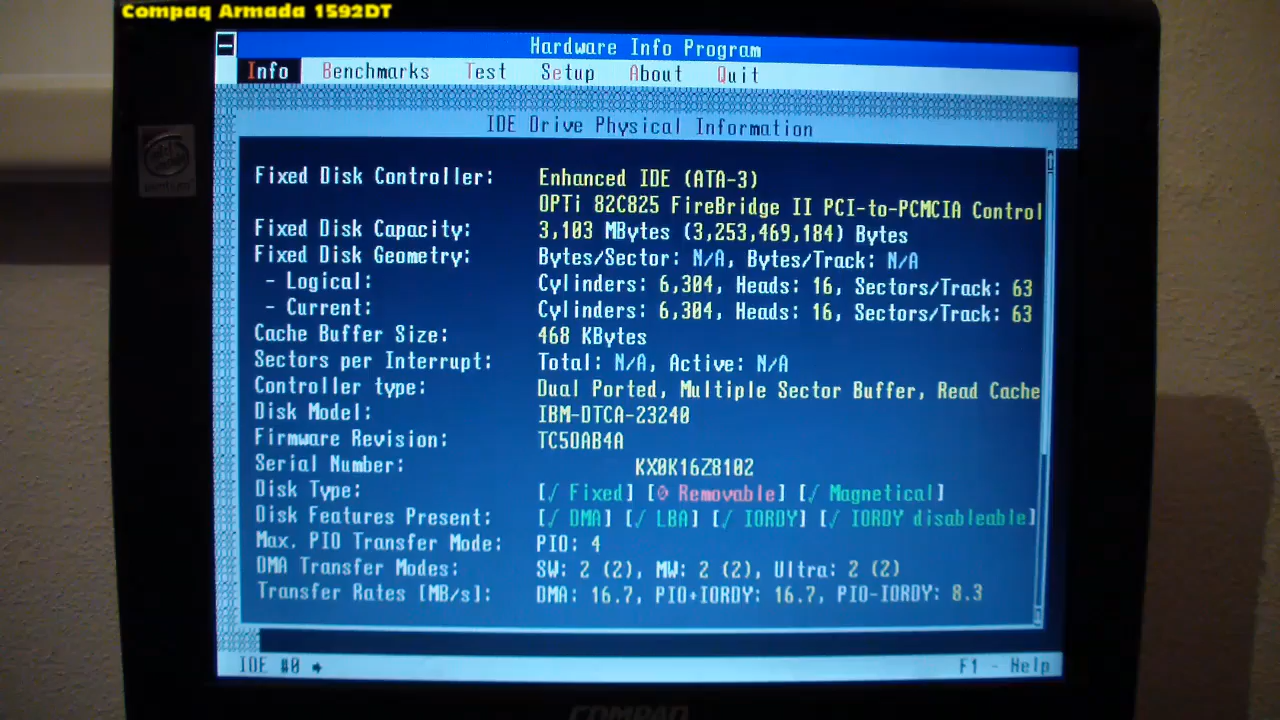 Compaq Armada 1592DT
Hardware Info Program
Info Benchmarks Test Setup About Quit
IDE Drive Physical Information
Fixed Disk Controller: Enhanced IDE (ATA-3)
OPTi 82C825 FireBridge II PCI-to-PCMCIA Control
Fixed Disk Capacity: 3,103 MBytes (3,253,469,184) Bytes
Fixed Disk Geometry: Bytes/Sector: N/A, Bytes/Track: N/A
- Logical: Cylinders: 6,304, Heads: 16, Sectors/Track: 63
- Current: Cylinders: 6,304, Heads: 16, Sectors/Track: 63
Cache Buffer Size: 468 KBytes
Sectors per Interrupt: Total: N/A, Active: N/A
Controller type: Dual Ported, Multiple Sector Buffer, Read Cache
Disk Model: IBM-DTCA-23240
Firmware Revision: TC5OAB4A
Serial Number: KX0K16Z8102
Disk Type: [√ Fixed] [◊ Removable] [√ Magnetical]
Disk Features Present: [√ DMA] [√ LBA] [√ IORDY] [√ IORDY disableable]
Max. PIO Transfer Mode: PIO: 4
DMA Transfer Modes: SW: 2 (2), MW: 2 (2), Ultra: 2 (2)
Transfer Rates [MB/s]: DMA: 16.7, PIO+IORDY: 16.7, PIO-IORDY: 8.3
IDE #0 → F1 - Help
COMPAQ